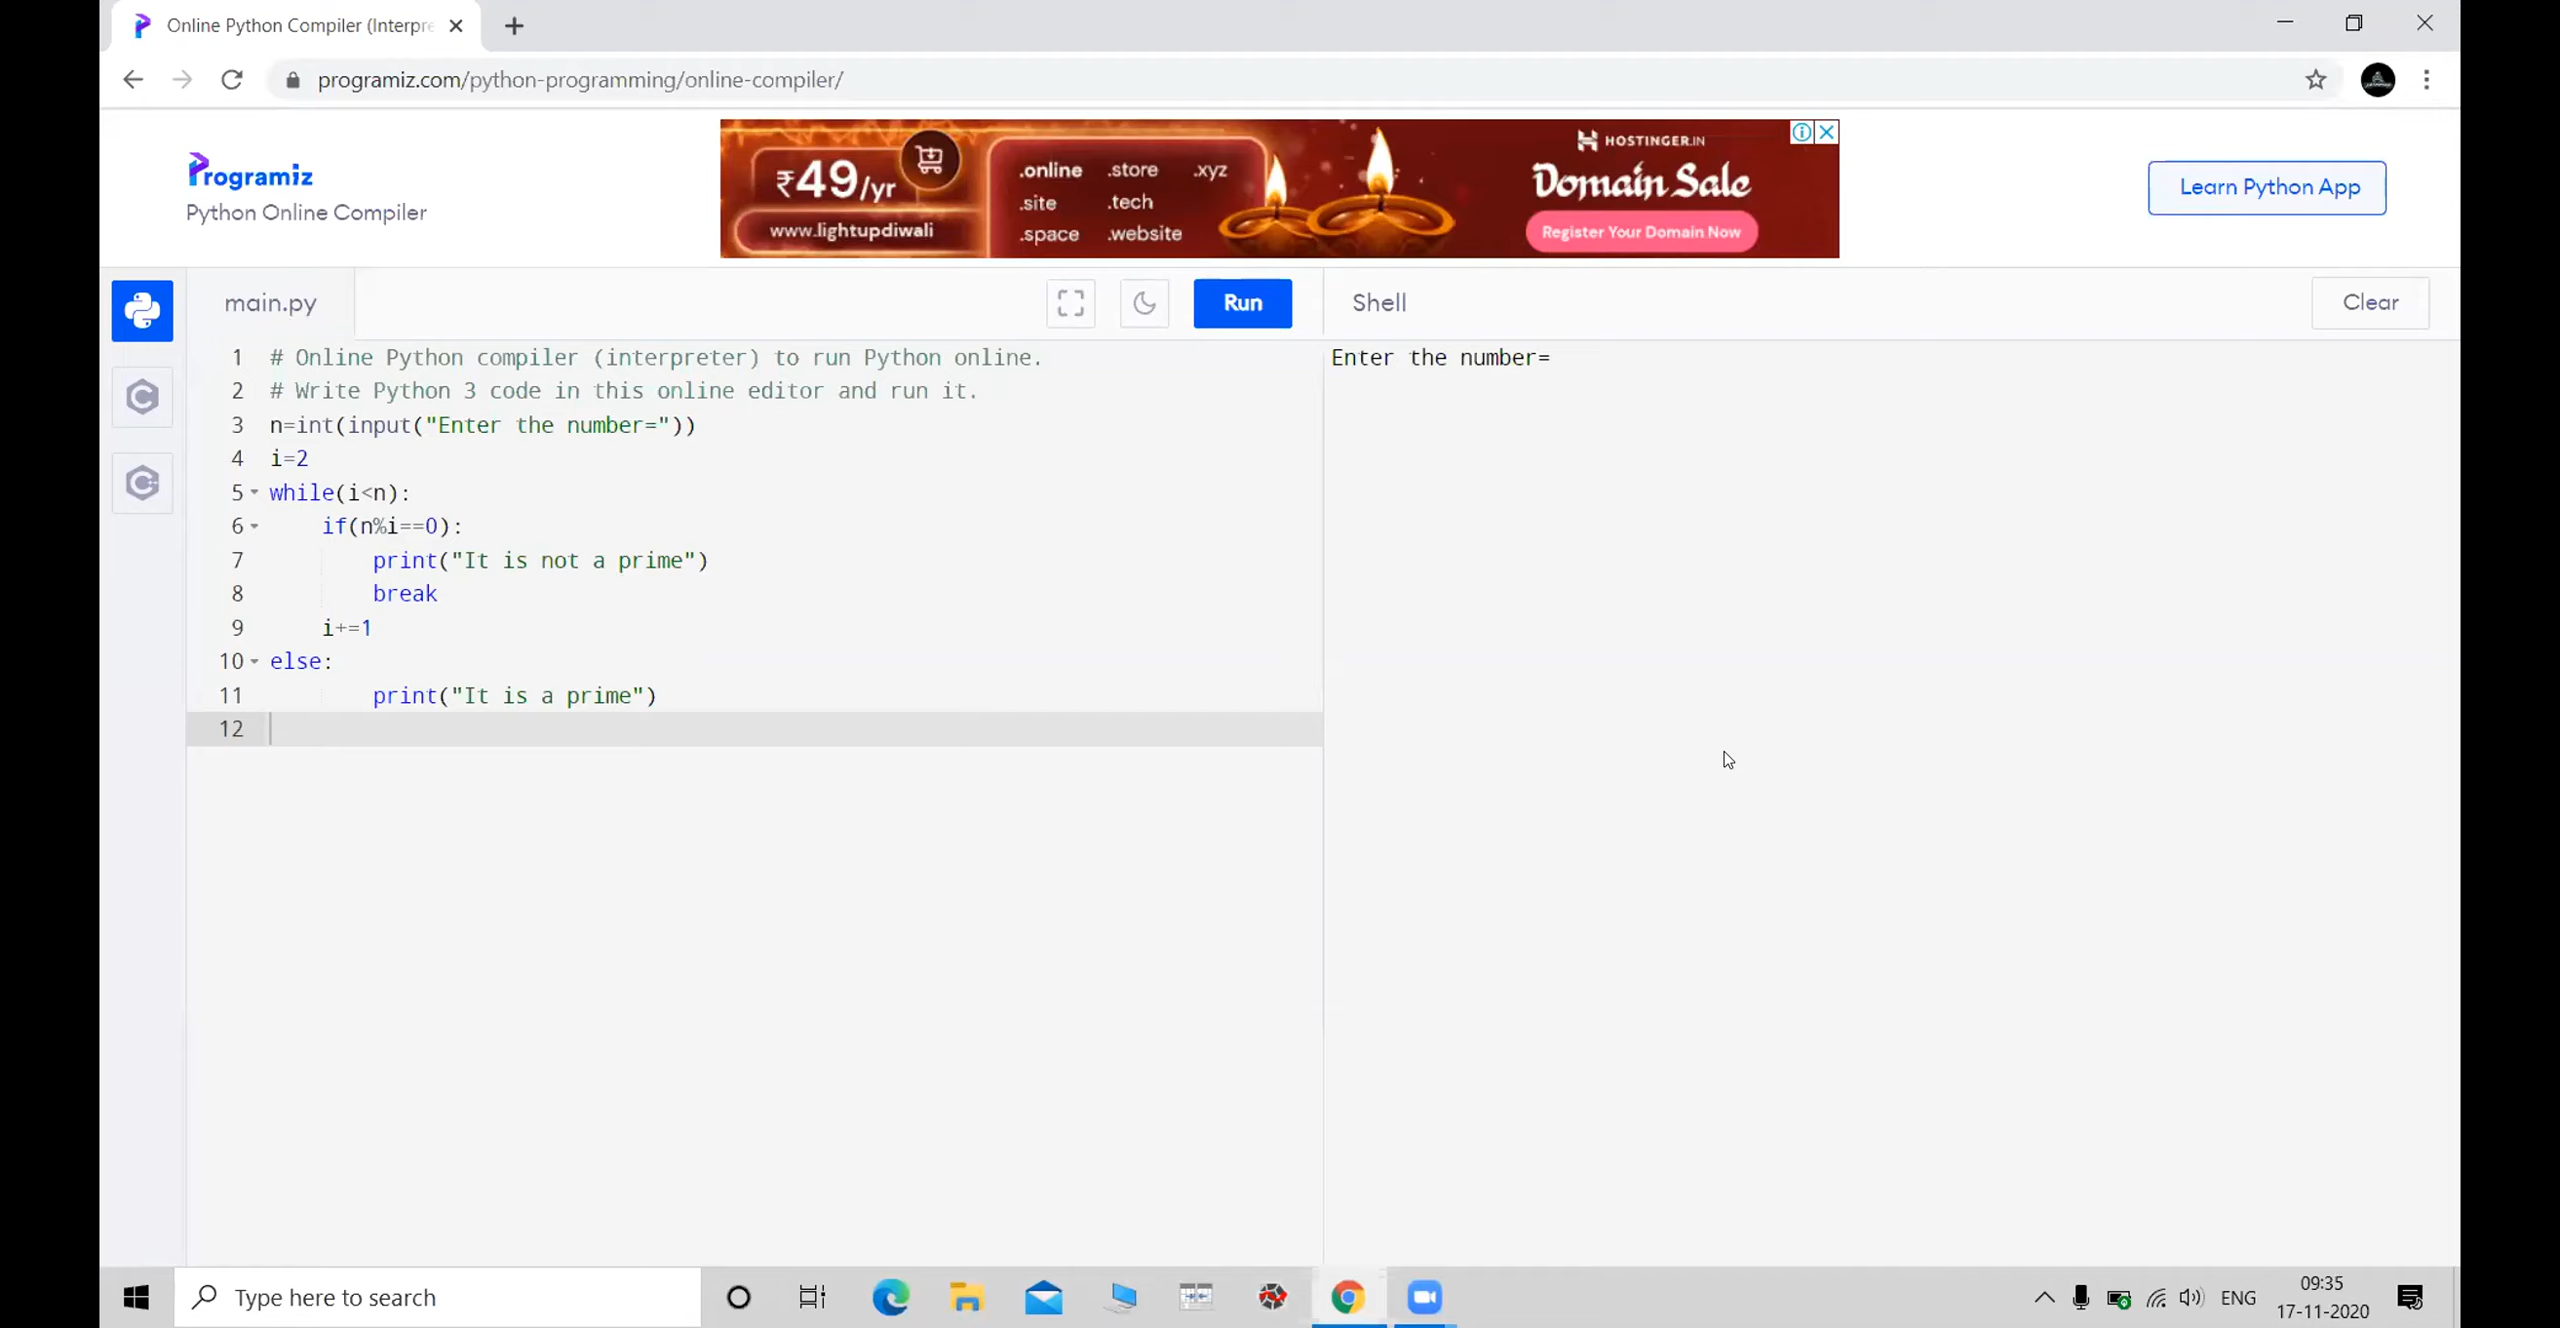 Online Python Compiler (Interpre
programiz.com/python-programming/online-compiler/
Programiz
Python Online Compiler
₹49/yr
www.lightupdiwali
.online .store .xyz
.site .tech
.space .website
HOSTINGER.IN
Domain Sale
Register Your Domain Now
Learn Python App
main.py
Run
Shell
Clear
1 # Online Python compiler (interpreter) to run Python online.
2 # Write Python 3 code in this online editor and run it.
3 n=int(input("Enter the number="))
4 i=2
5 while(i<n):
6 if(n%i==0):
7 print("It is not a prime")
8 break
9 i+=1
10 else:
11 print("It is a prime")
12
Enter the number=
Type here to search
ENG
09:35
17-11-2020